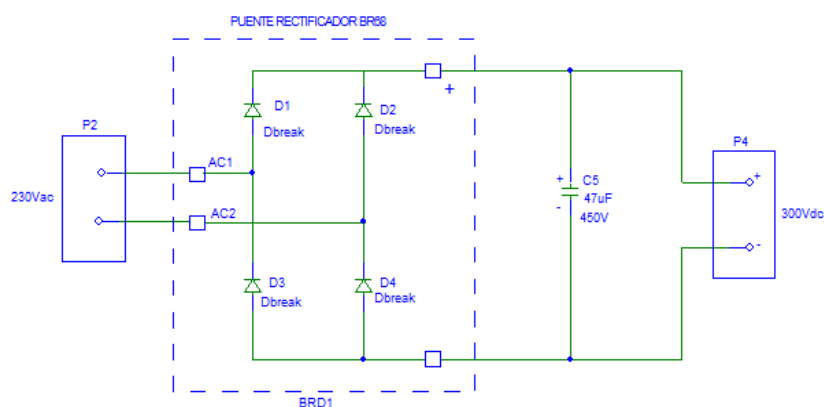 PUENTE RECTIFICADOR BR68
D1
Dbreak
D2
Dbreak
+
P2
230Vac
AC1
AC2
+
-
C5
47uF
450V
P4
+
-
300Vdc
D3
Dbreak
D4
Dbreak
BRD1